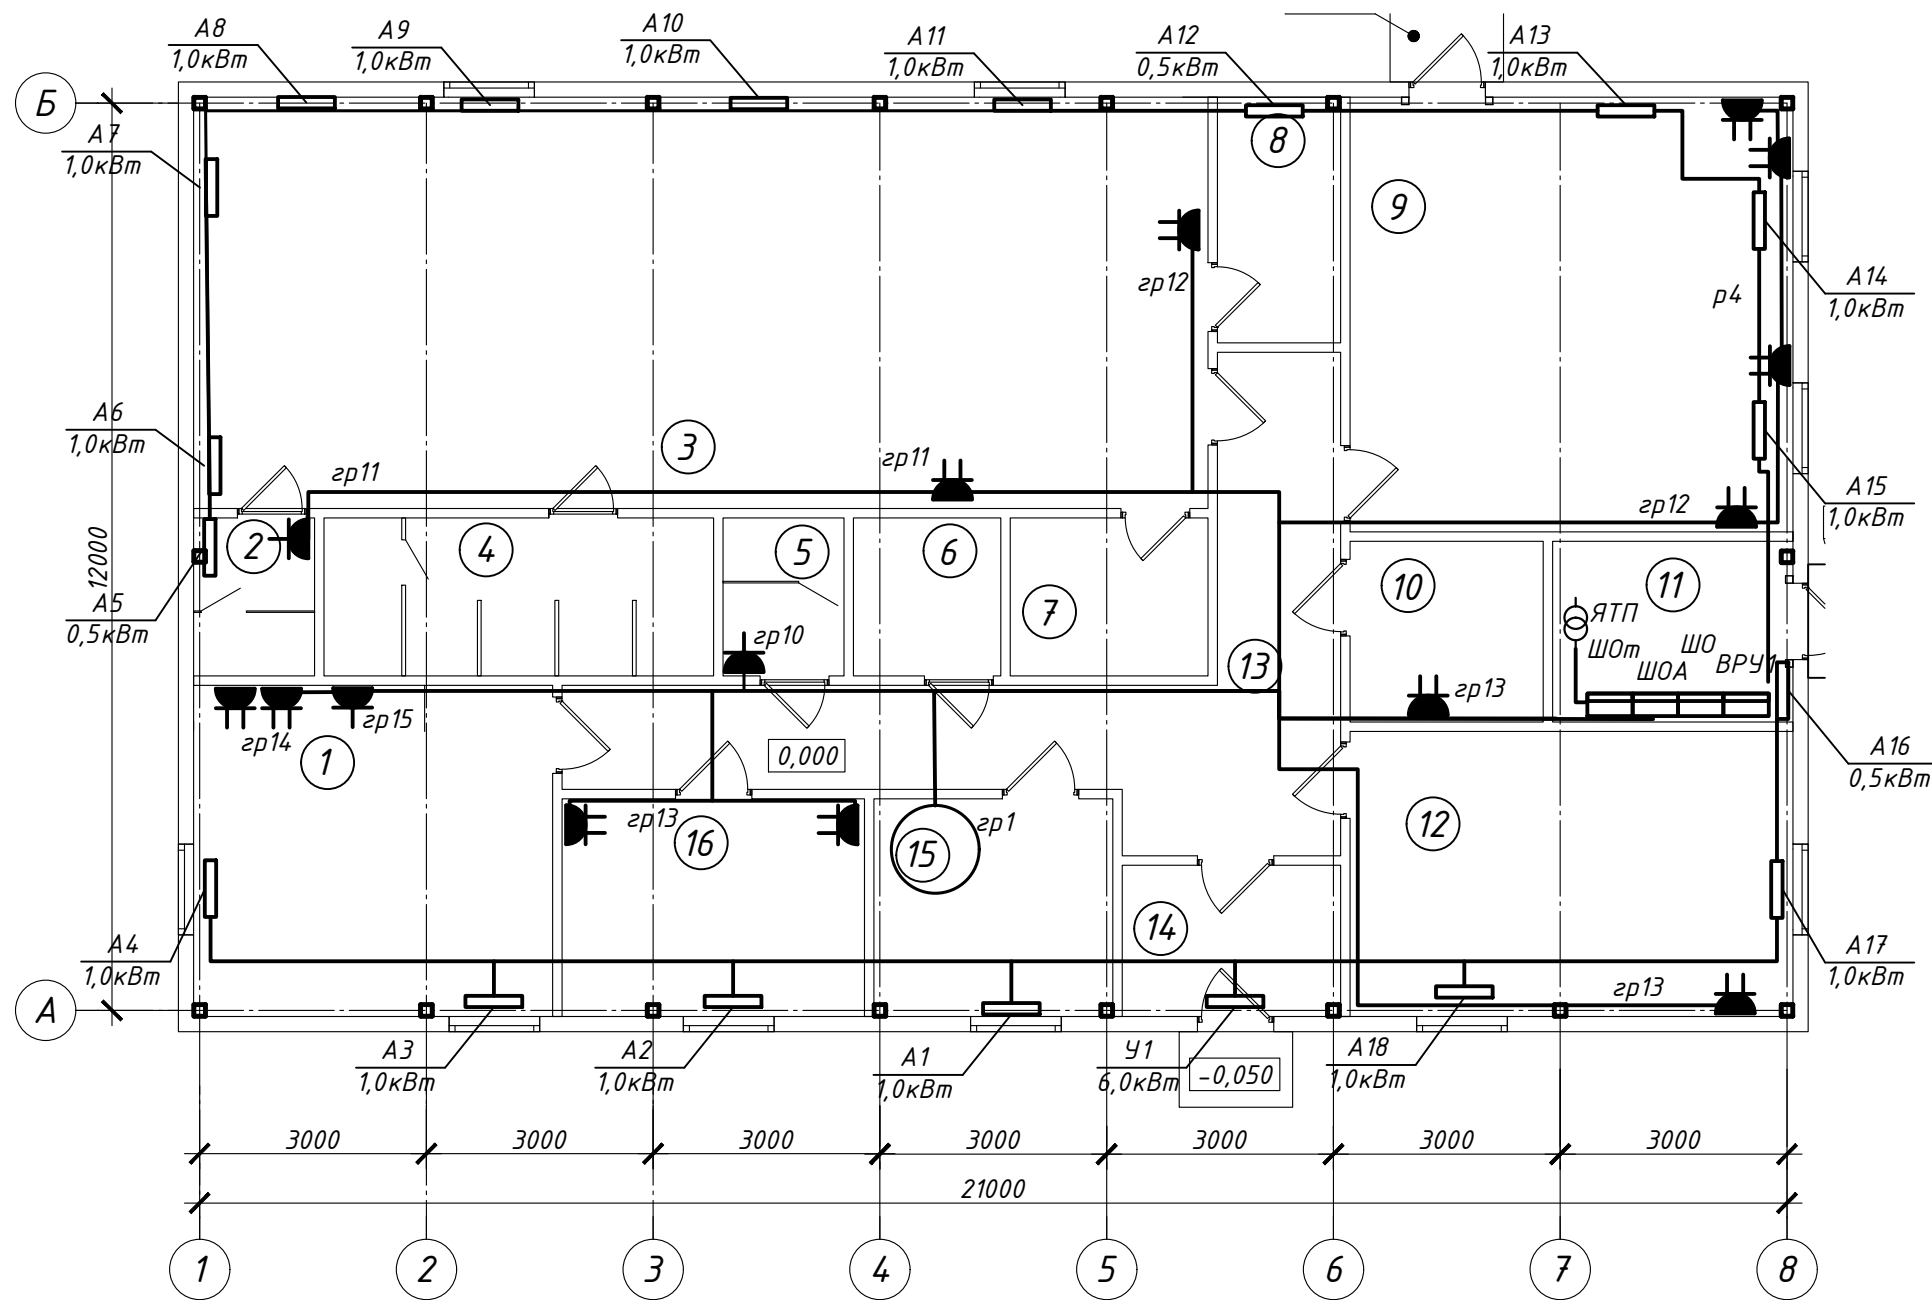 А8
1,0кВт
А9
1,0кВт
А10
1,0кВт
А11
1,0кВт
А12
0,5кВт
А13
1,0кВт
Б
А7
1,0кВт
8
9
гр12
А14
1,0кВт
р4
А6
1,0кВт
3
гр11
гр11
А15
1,0кВт
гр12
2
4
5
6
7
10
11
12000
А5
0,5кВт
ЯТП
ШОт
ШОА
ШО
ВРУ1
гр10
13
гр13
гр14
гр15
1
0,000
А16
0,5кВт
гр13
16
15
гр1
12
14
А4
1,0кВт
А17
1,0кВт
гр13
А
А3
1,0кВт
А2
1,0кВт
А1
1,0кВт
У1
6,0кВт
-0,050
А18
1,0кВт
3000
3000
3000
3000
3000
3000
3000
21000
1
2
3
4
5
6
7
8